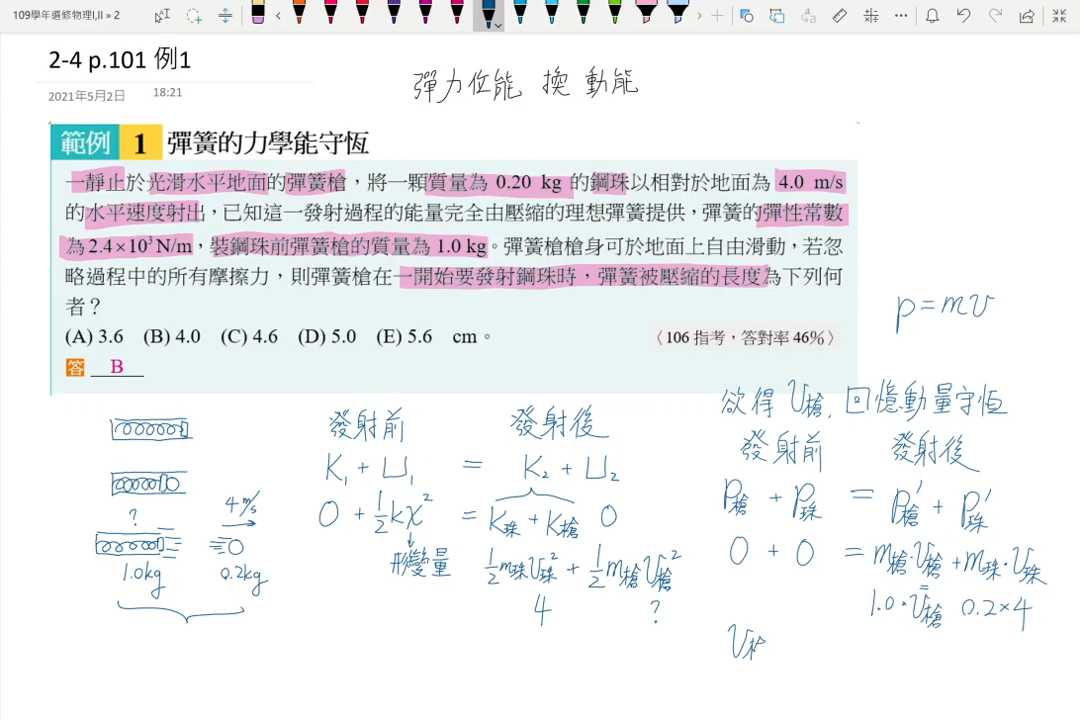 109學年選修物理I,II » 2
2-4 p.101 例1
2021年5月2日 18:21
彈力位能 換 動能
範例 1 彈簧的力學能守恆
一靜止於光滑水平地面的彈簧槍，將一顆質量為 0.20 kg 的鋼珠以相對於地面為 4.0 m/s
的水平速度射出，已知這一發射過程的能量完全由壓縮的理想彈簧提供，彈簧的彈性常數
為 2.4×10³ N/m，裝鋼珠前彈簧槍的質量為 1.0 kg。彈簧槍槍身可於地面上自由滑動，若忽
略過程中的所有摩擦力，則彈簧槍在一開始要發射鋼珠時，彈簧被壓縮的長度為下列何
者？
(A) 3.6 (B) 4.0 (C) 4.6 (D) 5.0 (E) 5.6 cm。
〈106 指考，答對率 46%〉
答 B
p=mv
發射前 發射後
K₁ + U₁ = K₂ + U₂
0 + ½kx² = K珠 + K槍 0
形變量
½m珠v珠² + ½m槍v槍²
4 ?
?
4 m/s
1.0kg 0.2kg
欲得 v槍, 回憶動量守恆
發射前 發射後
p槍 + p珠 = p槍' + p珠'
0 + 0 = m槍·v槍 + m珠·v珠
1.0×v槍 0.2×4
v